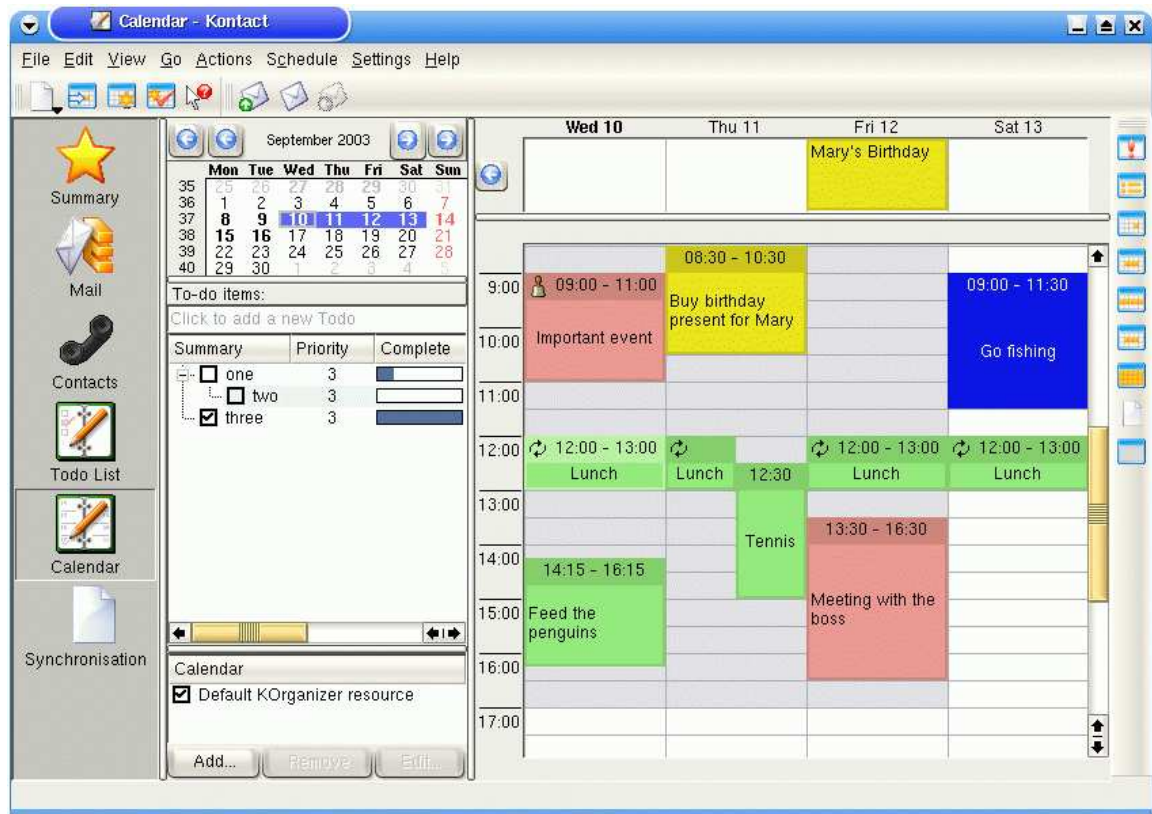 Calendar - Kontact
File Edit View Go Actions Schedule Settings Help
Summary
Mail
Contacts
Todo List
Calendar
Synchronisation
September 2003
Mon Tue Wed Thu Fri Sat Sun
35 25 26 27 28 29 30 31
36 1 2 3 4 5 6 7
37 8 9 10 11 12 13 14
38 15 16 17 18 19 20 21
39 22 23 24 25 26 27 28
40 29 30 1 2 3 4 5
To-do items:
Click to add a new Todo
Summary Priority Complete
one 3
two 3
three 3
Calendar
Default KOrganizer resource
Add... Remove Edit...
Wed 10 Thu 11 Fri 12 Sat 13
Mary's Birthday
9:00
10:00
11:00
12:00
13:00
14:00
15:00
16:00
17:00
09:00 - 11:00
Important event
12:00 - 13:00
Lunch
14:15 - 16:15
Feed the
penguins
08:30 - 10:30
Buy birthday
present for Mary
Lunch
12:30
Tennis
12:00 - 13:00
Lunch
13:30 - 16:30
Meeting with the
boss
09:00 - 11:30
Go fishing
12:00 - 13:00
Lunch